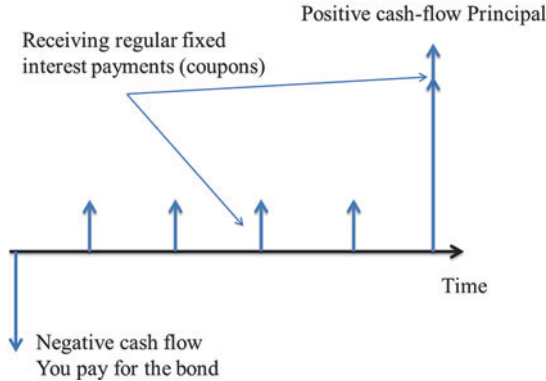 Positive cash-flow Principal
Receiving regular fixed
interest payments (coupons)
Time
Negative cash flow
You pay for the bond